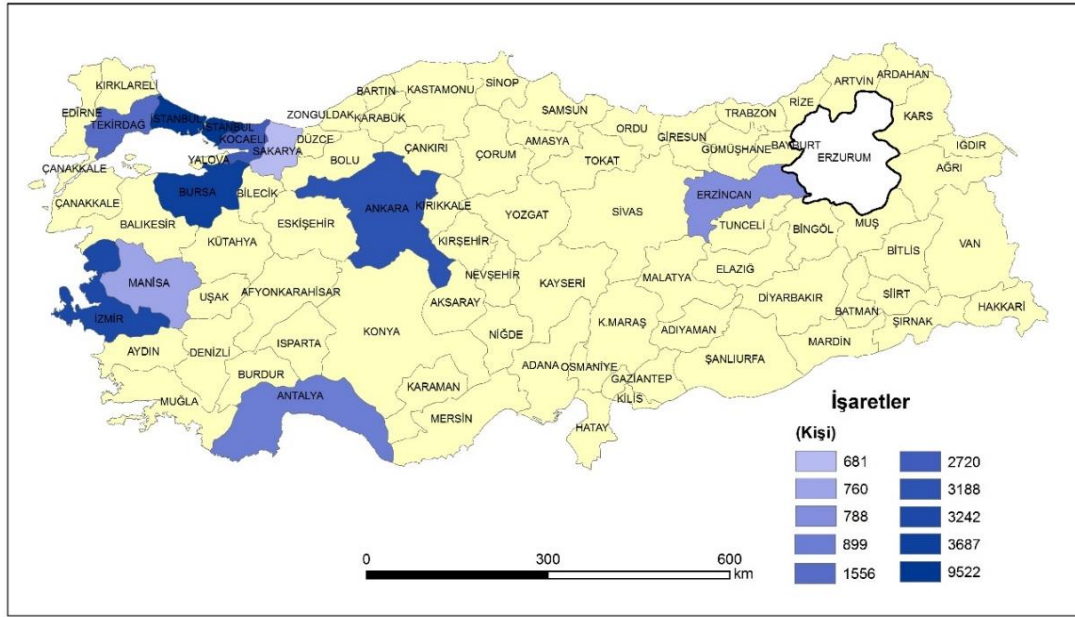 KIRKLARELİ
EDİRNE
TEKİRDAĞ
İSTANBUL
İSTANBUL
KOCAELİ
SAKARYA
YALOVA
ÇANAKKALE
ÇANAKKALE
BURSA
BİLECİK
BALIKESİR
ZONGULDAK
DÜZCE
BOLU
BARTIN
KARABÜK
KASTAMONU
SİNOP
ÇANKIRI
SAMSUN
AMASYA
ÇORUM
TOKAT
ORDU
GİRESUN
TRABZON
RİZE
ARTVİN
ARDAHAN
KARS
IĞDIR
AĞRI
GÜMÜŞHANE
BAYBURT
ERZURUM
ERZİNCAN
TUNCELİ
BİNGÖL
MUŞ
BİTLİS
VAN
HAKKARİ
SİİRT
ŞIRNAK
BATMAN
MARDİN
DİYARBAKIR
ELAZIĞ
MALATYA
SİVAS
YOZGAT
KIRIKKALE
ANKARA
ESKİŞEHİR
KÜTAHYA
MANİSA
İZMİR
UŞAK
AFYONKARAHİSAR
KIRŞEHİR
NEVŞEHİR
AKSARAY
KAYSERİ
KONYA
NİĞDE
K.MARAŞ
ADIYAMAN
ŞANLIURFA
GAZİANTEP
KİLİS
OSMANİYE
ADANA
HATAY
MERSİN
KARAMAN
ISPARTA
BURDUR
DENİZLİ
AYDIN
MUĞLA
ANTALYA
İşaretler
(Kişi)
681
760
788
899
1556
2720
3188
3242
3687
9522
0 300 600
km